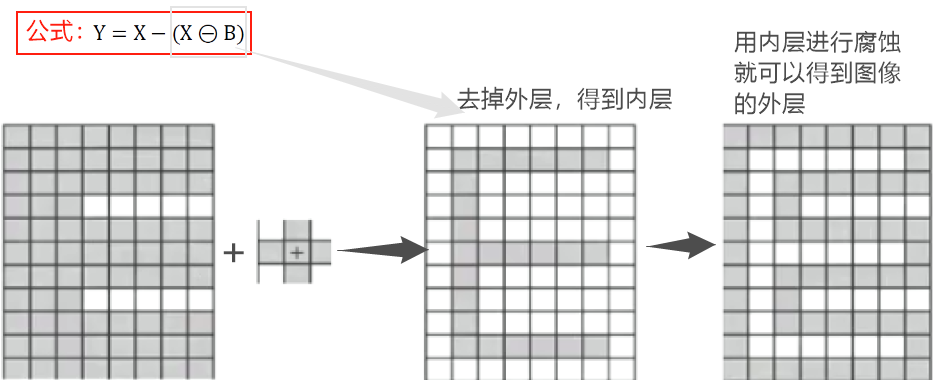 公式：Y = X − (X ⊖ B)
用内层进行腐蚀
就可以得到图像
的外层
去掉外层，得到内层